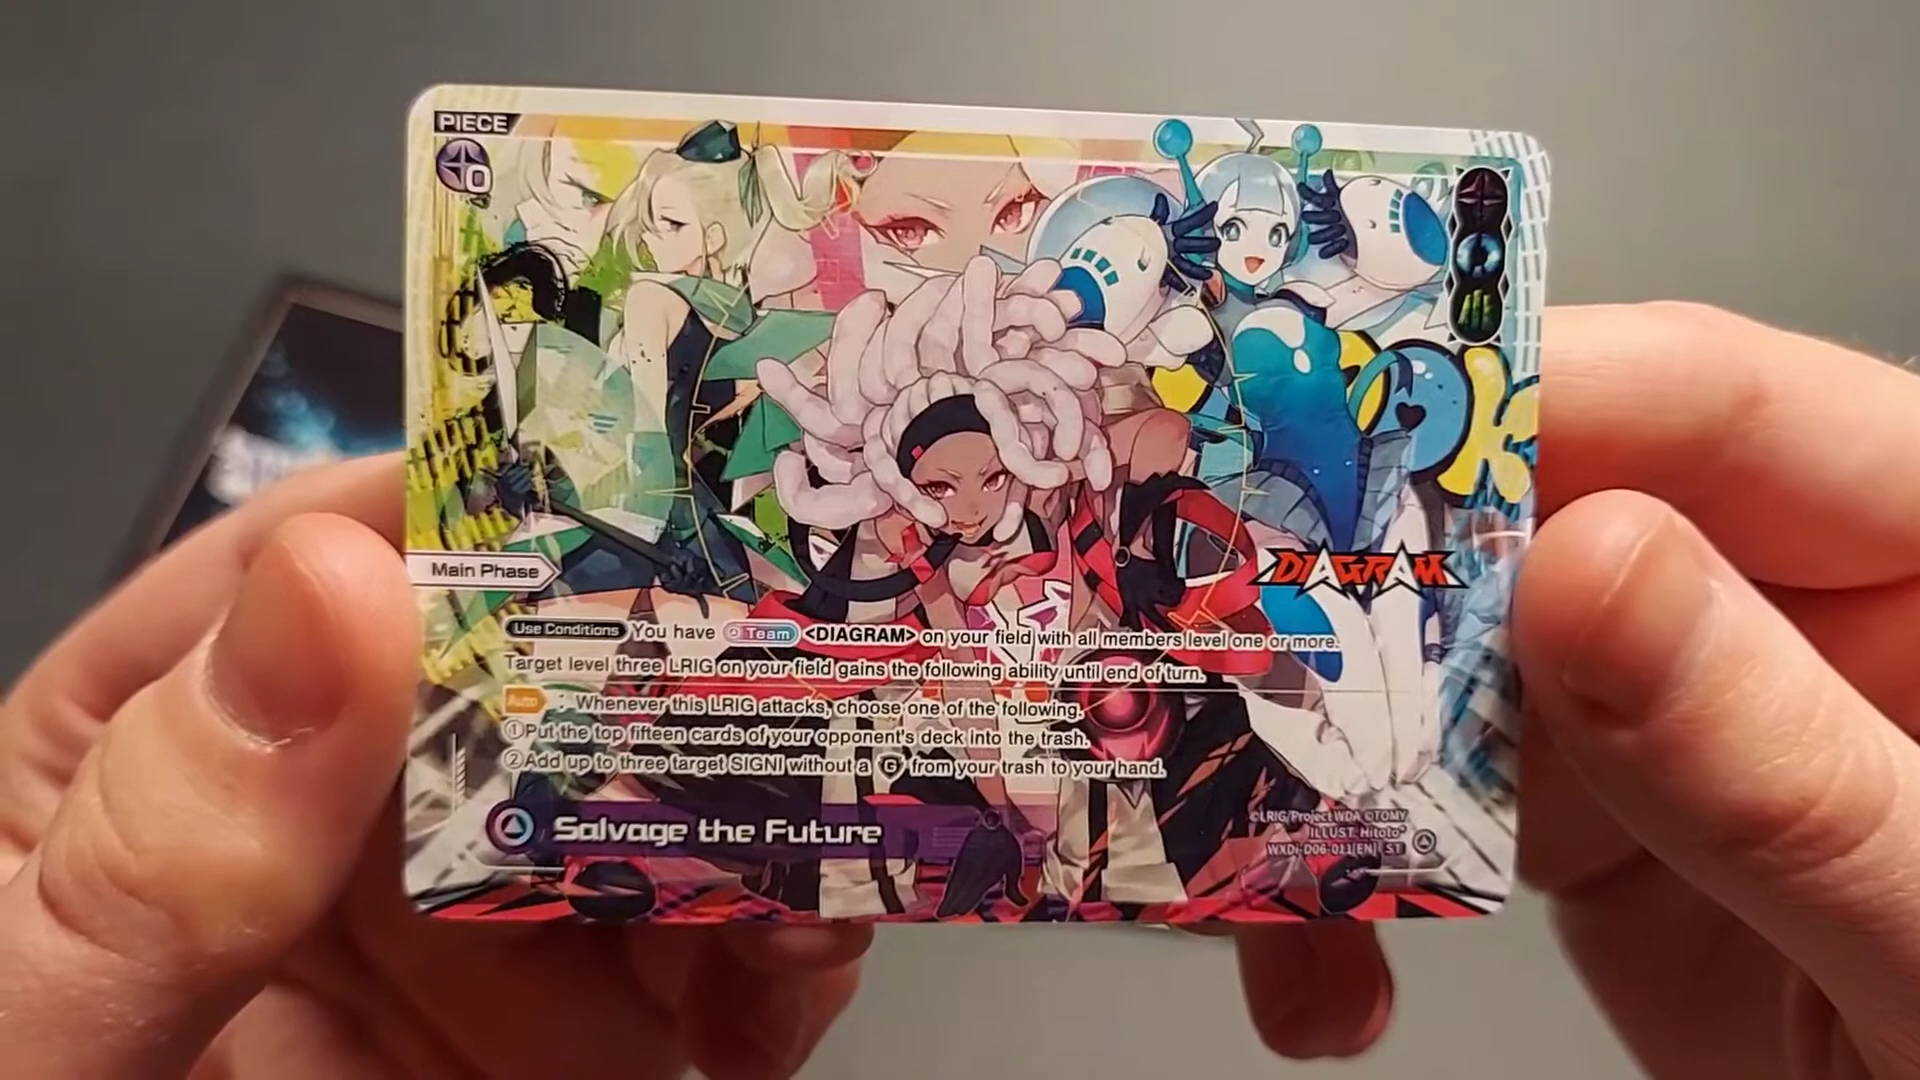 PIECE
0
Main Phase
DIAGRAM
Use Conditions You have Team <DIAGRAM> on your field with all members level one or more.
Target level three LRIG on your field gains the following ability until end of turn.
Auto : Whenever this LRIG attacks, choose one of the following.
①Put the top fifteen cards of your opponent's deck into the trash.
②Add up to three target SIGNI without a G from your trash to your hand.
Salvage the Future
©LRIG/Project WDA ©TOMY
ILLUST. Hitoto*
WXDi-D06-011[EN] ST